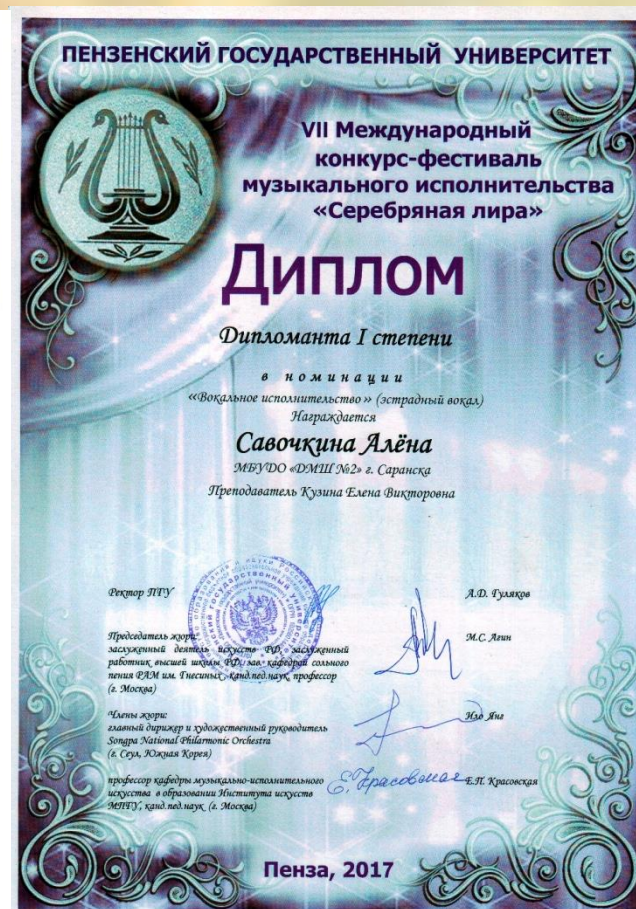 ПЕНЗЕНСКИЙ ГОСУДАРСТВЕННЫЙ УНИВЕРСИТЕТ
VII Международный
конкурс-фестиваль
музыкального исполнительства
«Серебряная лира»
Диплом
Дипломанта I степени
в номинации
««Вокальное исполнительство» (эстрадный вокал)
Награждается
Савочкина Алёна
МБУДО «ДМШ №2» г. Саранска
Преподаватель Кузина Елена Викторовна
Ректор ПГУ
А.D. Гуляков
Председатель жюри:
заслуженный деятель искусств РФ, заслуженный
работник высшей школы РФ, зав. кафедрой сольного
пения РАМ им. Гнесиных, канд.пед.наук, профессор
(г. Москва)
М.С. Агин
Члены жюри:
главный дирижер и художественный руководитель
Songpa National Philarmonic Orchestra
(г. Сеул, Южная Корея)
Иль Янг
профессор кафедры музыкально-исполнительного
искусства в образовании Института искусств
МПГУ, канд.пед.наук (г. Москва)
Е. Красовская
Е.П. Красовская
Пенза, 2017